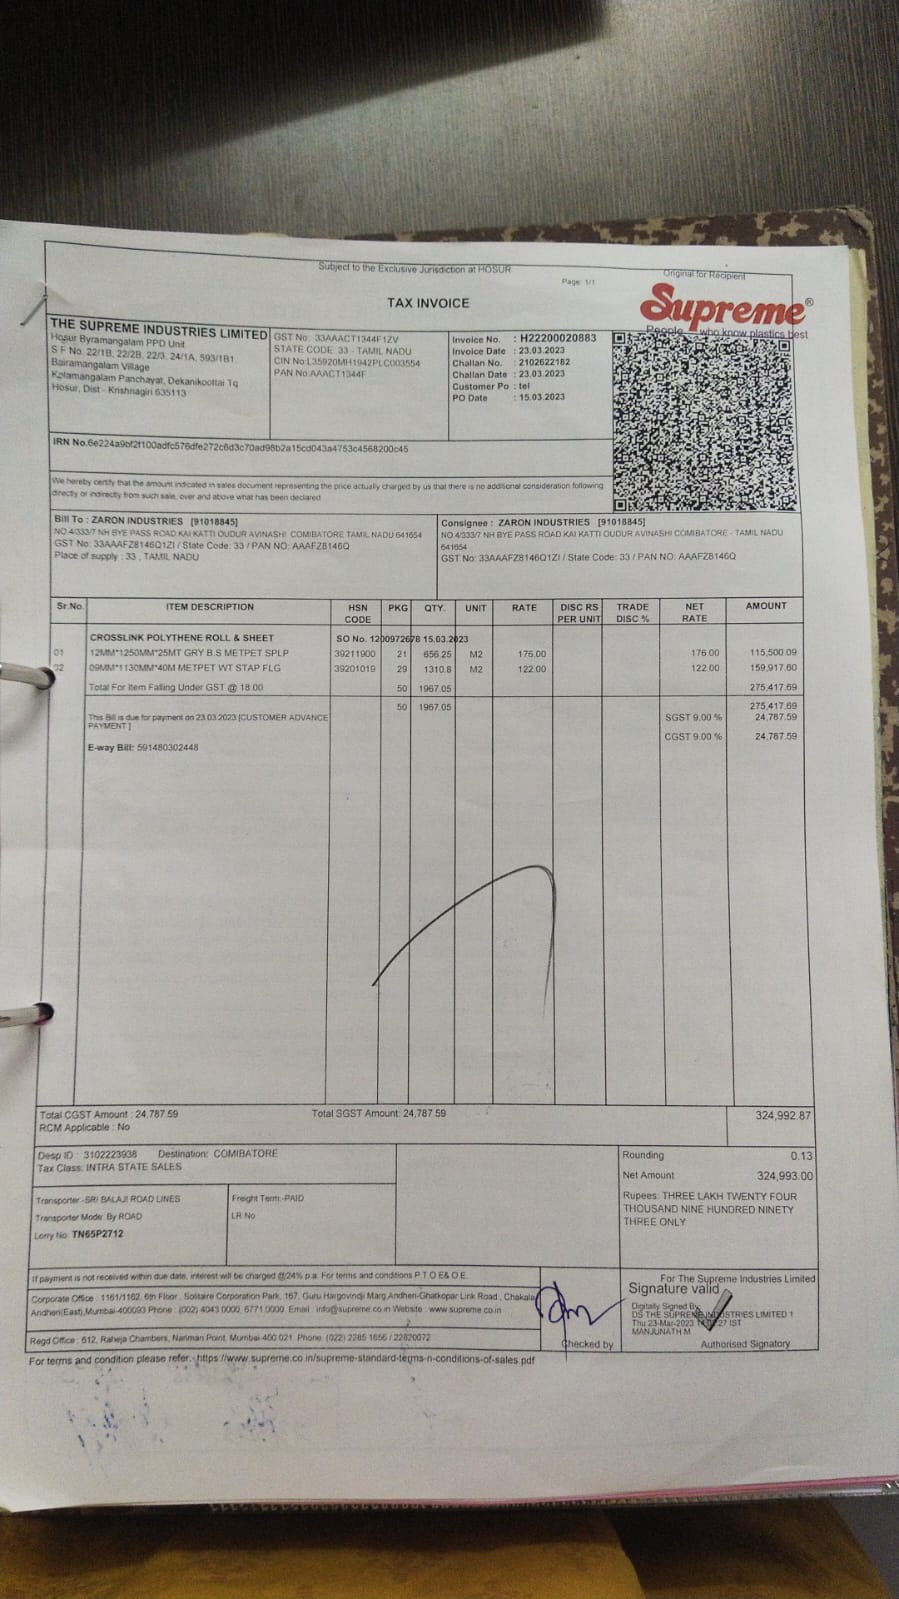 Subject to the Exclusive Jurisdiction at HOSUR
Original for Recipient
Page: 1/1
TAX INVOICE
Supreme®
People who know plastics best
THE SUPREME INDUSTRIES LIMITED
Hosur Byramangalam PPD Unit
S F No. 22/1B, 22/2B, 22/3, 24/1A, 593/1B1,
Bairamangalam Village
Kelamangalam Panchayat, Dekanikoottai Tq
Hosur, Dist - Krishnagiri 635113
GST No: 33AAACT1344F1ZV
STATE CODE: 33 - TAMIL NADU
CIN No:L35920MH1942PLC003554
PAN No:AAACT1344F
Invoice No. : H22200020883
Invoice Date : 23.03.2023
Challan No. : 210262182
Challan Date : 23.03.2023
Customer Po : tel
PO Date : 15.03.2023
IRN No.6e224a9bf2f100adfc576dfe272c6d3c70ad98b2a15cd043a4753c4568200c45
We hereby certify that the amount indicated in sales document representing the price actually charged by us that there is no additional consideration following
directly or indirectly from such sale, over and above what has been declared
Bill To : ZARON INDUSTRIES [91018845]
NO.4/333/7 NH BYE PASS ROAD KAI KATTI OUDUR AVINASHI COMIBATORE TAMIL NADU 641654
GST No: 33AAAFZ8146Q1ZI / State Code: 33 / PAN NO: AAAFZ8146Q
Place of supply : 33 , TAMIL NADU
Consignee : ZARON INDUSTRIES [91018845]
NO.4/333/7 NH BYE PASS ROAD KAI KATTI OUDUR AVINASHI COMIBATORE - TAMIL NADU
641654
GST No: 33AAAFZ8146Q1ZI / State Code: 33 / PAN NO: AAAFZ8146Q
Sr.No. ITEM DESCRIPTION HSN CODE PKG QTY. UNIT RATE DISC RS PER UNIT TRADE DISC % NET RATE AMOUNT
CROSSLINK POLYTHENE ROLL & SHEET SO No. 1200972678 15.03.2023
01 12MM*1250MM*25MT GRY B.S METPET SPLP 39211900 21 656.25 M2 176.00 176.00 115,500.09
02 09MM*1130MM*40M METPET WT STAP FLG 39201019 29 1310.8 M2 122.00 122.00 159,917.60
Total For Item Falling Under GST @ 18.00 50 1967.05 275,417.69
50 1967.05 275,417.69
This Bill is due for payment on 23.03.2023 [CUSTOMER ADVANCE
PAYMENT ]
SGST 9.00 % 24,787.59
CGST 9.00 % 24,787.59
E-way Bill: 591480302448
Total CGST Amount : 24,787.59 Total SGST Amount: 24,787.59 324,992.87
RCM Applicable : No
Desp ID : 3102223938 Destination: COMIBATORE
Tax Class: INTRA STATE SALES
Rounding 0.13
Net Amount 324,993.00
Rupees: THREE LAKH TWENTY FOUR
THOUSAND NINE HUNDRED NINETY
THREE ONLY
Transporter:-SRI BALAJI ROAD LINES
Transporter Mode: By ROAD
Lorry No: TN65P2712
Freight Term:-PAID
LR No
If payment is not received within due date, interest will be charged @24% p.a. For terms and conditions P T O E& O E.
Corporate Office : 1161/1162, 6th Floor , Solitaire Corporation Park, 167, Guru Hargovindji Marg,Andheri-Ghatkopar Link Road , Chakala
Andheri(East),Mumbai-400093 Phone : (002) 4043 0000, 6771 0000. Email : info@supreme.co.in Website : www.supreme.co.in
Regd Office : 612, Raheja Chambers, Nariman Point, Mumbai-400 021. Phone: (022) 2285 1656 / 22820072
Checked by
For The Supreme Industries Limited
Signature valid
Digitally Signed By
DS THE SUPREME INDUSTRIES LIMITED 1
Thu 23-Mar-2023 IST
MANJUNATH M
Authorised Signatory
For terms and condition please refer:- https://www.supreme.co.in/supreme-standard-terms-n-conditions-of-sales.pdf